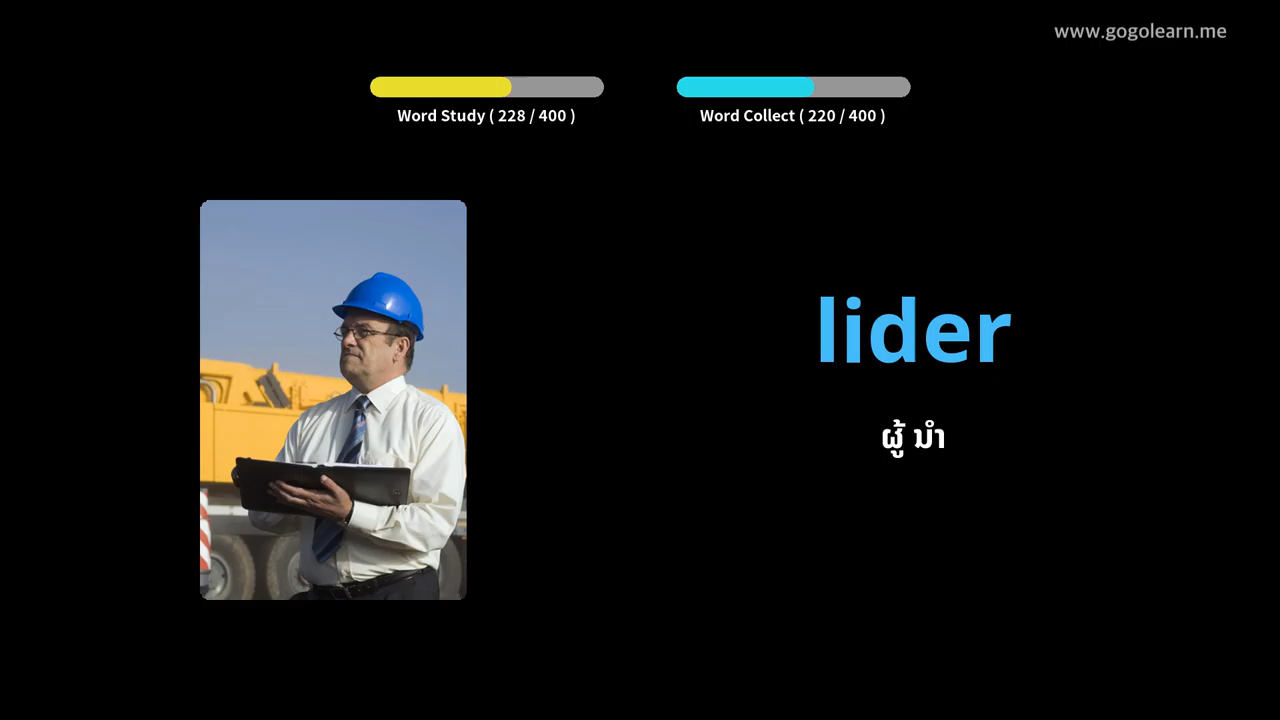 www.gogolearn.me
Word Study ( 228 / 400 )
Word Collect ( 220 / 400 )
lider
ຜູ້ ນໍາ